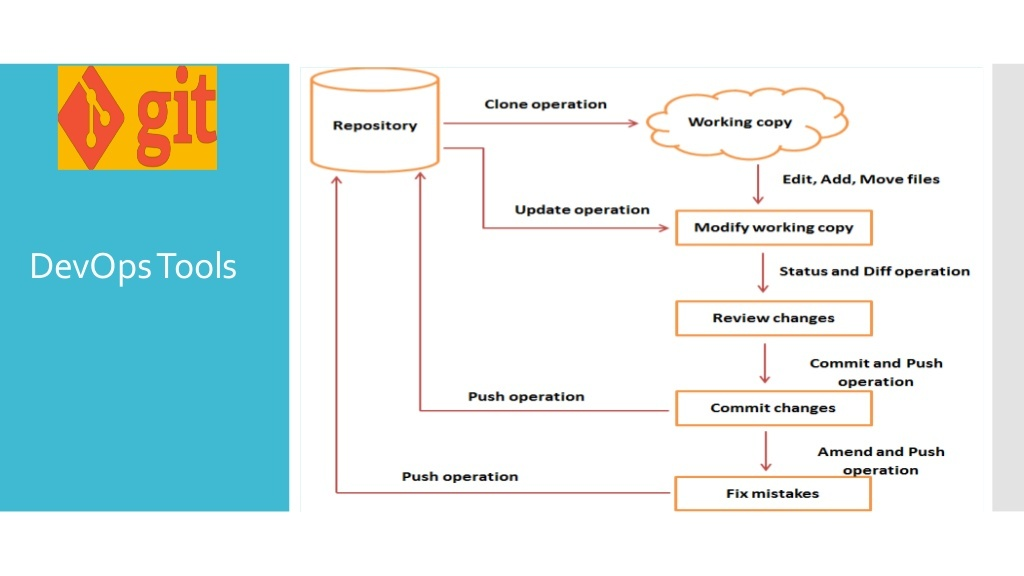 git
DevOps Tools
Repository
Clone operation
Working copy
Edit, Add, Move files
Update operation
Modify working copy
Status and Diff operation
Review changes
Commit and Push
operation
Push operation
Commit changes
Amend and Push
operation
Push operation
Fix mistakes